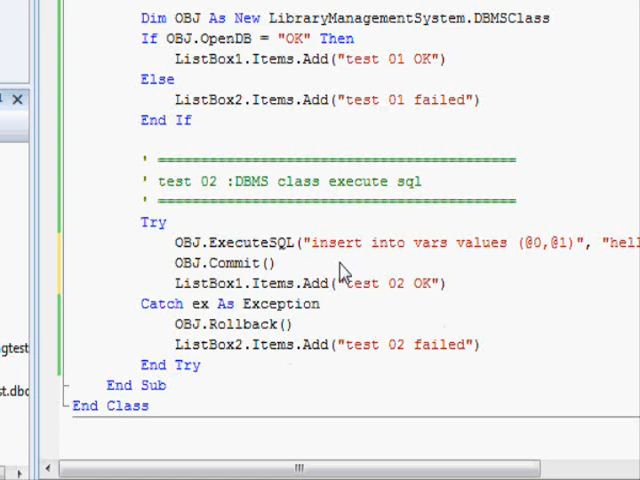 Dim OBJ As New LibraryManagementSystem.DBMSClass
If OBJ.OpenDB = "OK" Then
ListBox1.Items.Add("test 01 OK")
Else
ListBox2.Items.Add("test 01 failed")
End If
' ==========================================
' test 02 :DBMS class execute sql
' ==========================================
Try
OBJ.ExecuteSQL("insert into vars values (@0,@1)", "hell
OBJ.Commit()
ListBox1.Items.Add("test 02 OK")
Catch ex As Exception
OBJ.Rollback()
ListBox2.Items.Add("test 02 failed")
End Try
End Sub
End Class
ngtest
t.dbo